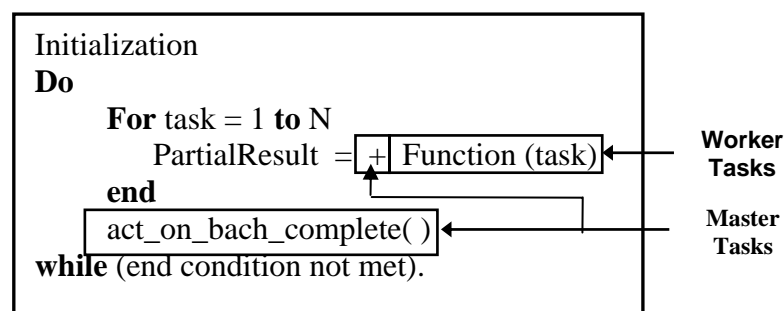 Initialization
Do
For task = 1 to N
PartialResult = + Function (task)
end
act_on_bach_complete( )
while (end condition not met).
Worker
Tasks
Master
Tasks